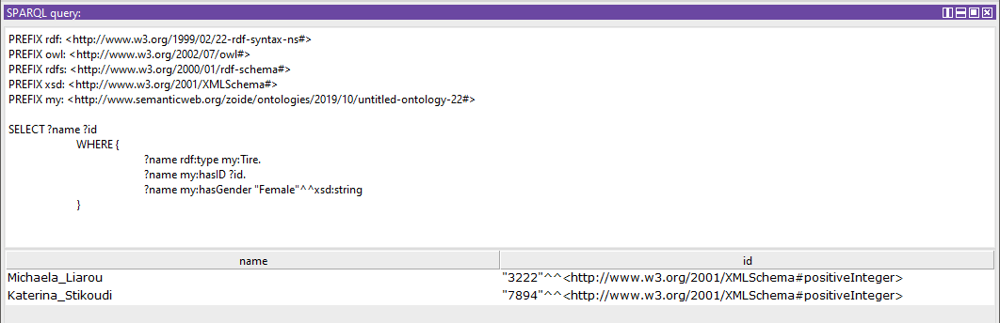 SPARQL query:
PREFIX rdf: <http://www.w3.org/1999/02/22-rdf-syntax-ns#>
PREFIX owl: <http://www.w3.org/2002/07/owl#>
PREFIX rdfs: <http://www.w3.org/2000/01/rdf-schema#>
PREFIX xsd: <http://www.w3.org/2001/XMLSchema#>
PREFIX my: <http://www.semanticweb.org/zoide/ontologies/2019/10/untitled-ontology-22#>
SELECT ?name ?id
WHERE {
?name rdf:type my:Tire.
?name my:hasID ?id.
?name my:hasGender "Female"^^xsd:string
}
name id
Michaela_Liarou "3222"^^<http://www.w3.org/2001/XMLSchema#positiveInteger>
Katerina_Stikoudi "7894"^^<http://www.w3.org/2001/XMLSchema#positiveInteger>